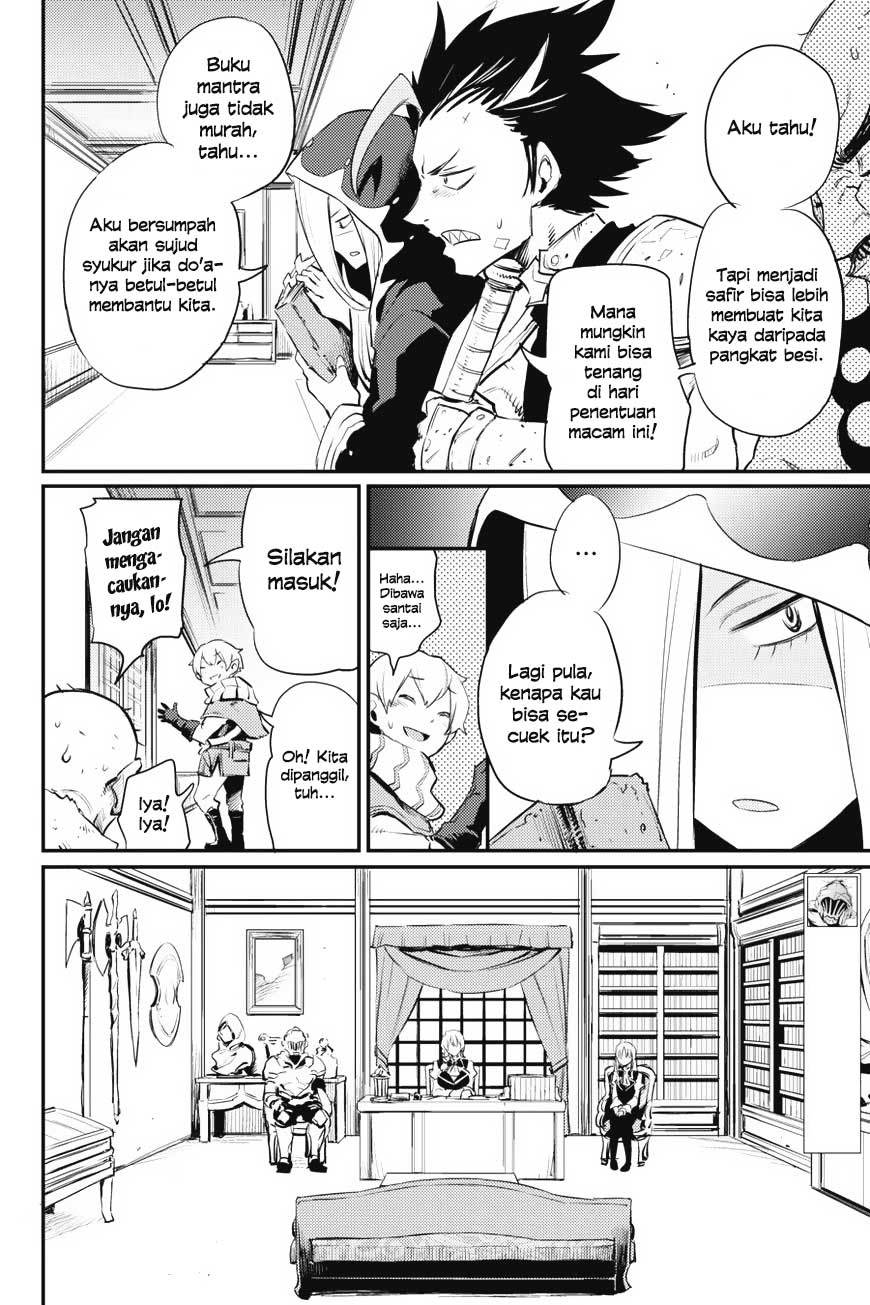 Aku tahu!
Tapi menjadi
safir bisa lebih
membuat kita
kaya daripada
pangkat besi.
Mana
mungkin
kami bisa
tenang
di hari
penentuan
macam ini!
Buku
mantra
juga tidak
murah,
tahu...
Aku bersumpah
akan sujud
syukur jika do'a-
nya betul-betul
membantu kita.
...
Lagi pula,
kenapa kau
bisa se-
cuek itu?
Haha...
Dibawa
santai
saja...
Silakan
masuk!
Oh! Kita
dipanggil,
tuh...
Jangan
menga-
caukan-
nya, lo!
Iya!
Iya!